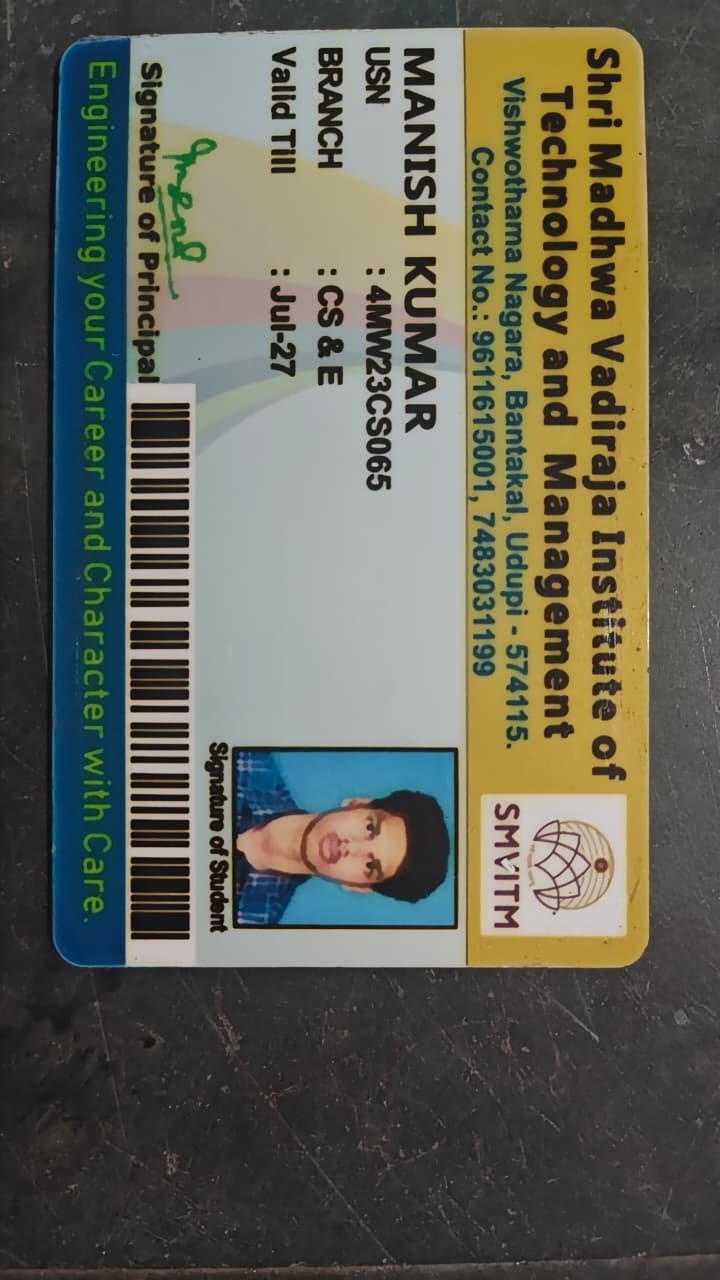 Shri Madhwa Vadiraja Institute of
Technology and Management
Vishwothama Nagara, Bantakal, Udupi - 574115.
Contact No.: 9611615001, 7483031199
SMVITM
MANISH KUMAR
USN : 4MW23CS065
BRANCH : CS & E
Valid Till : Jul-27
Signature of Student
Signature of Principal
Engineering your Career and Character with Care.